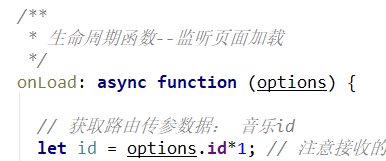 /**
* 生命周期函数--监听页面加载
*/
onLoad: async function (options) {
// 获取路由传参数据： 音乐id
let id = options.id*1; // 注意接收的